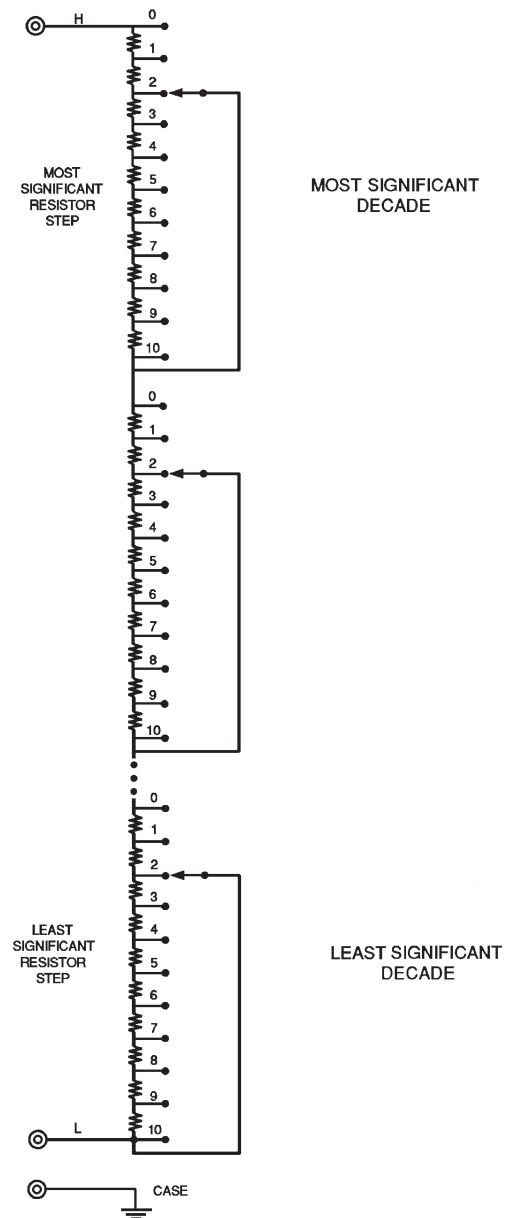 H
0
1
2
3
4
5
6
7
8
9
10
MOST
SIGNIFICANT
RESISTOR
STEP
MOST SIGNIFICANT
DECADE
0
1
2
3
4
5
6
7
8
9
10
0
1
2
3
4
5
6
7
8
9
10
LEAST
SIGNIFICANT
RESISTOR
STEP
LEAST SIGNIFICANT
DECADE
L
CASE